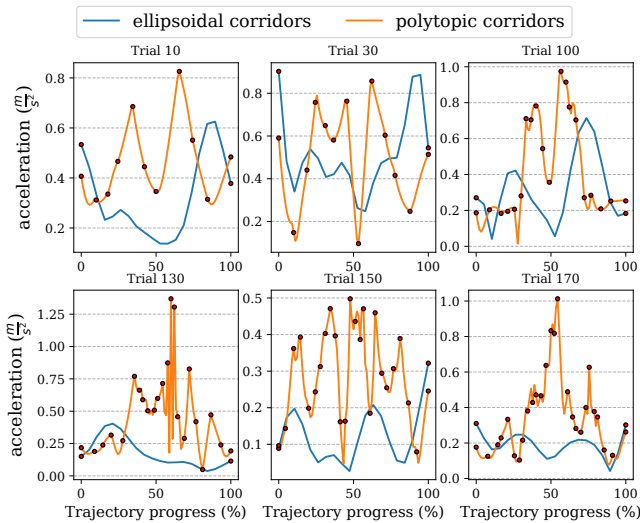 ellipsoidal corridors polytopic corridors
Trial 10 Trial 30 Trial 100
acceleration (m/s²)
0.8 0.6 0.4 0.2
0.8 0.6 0.4 0.2
1.0 0.8 0.6 0.4 0.2 0.0
0 50 100 0 50 100 0 50 100
Trial 130 Trial 150 Trial 170
acceleration (m/s²)
1.25 1.00 0.75 0.50 0.25 0.00
0.5 0.4 0.3 0.2 0.1
1.0 0.8 0.6 0.4 0.2 0.0
0 50 100 0 50 100 0 50 100
Trajectory progress (%) Trajectory progress (%) Trajectory progress (%)